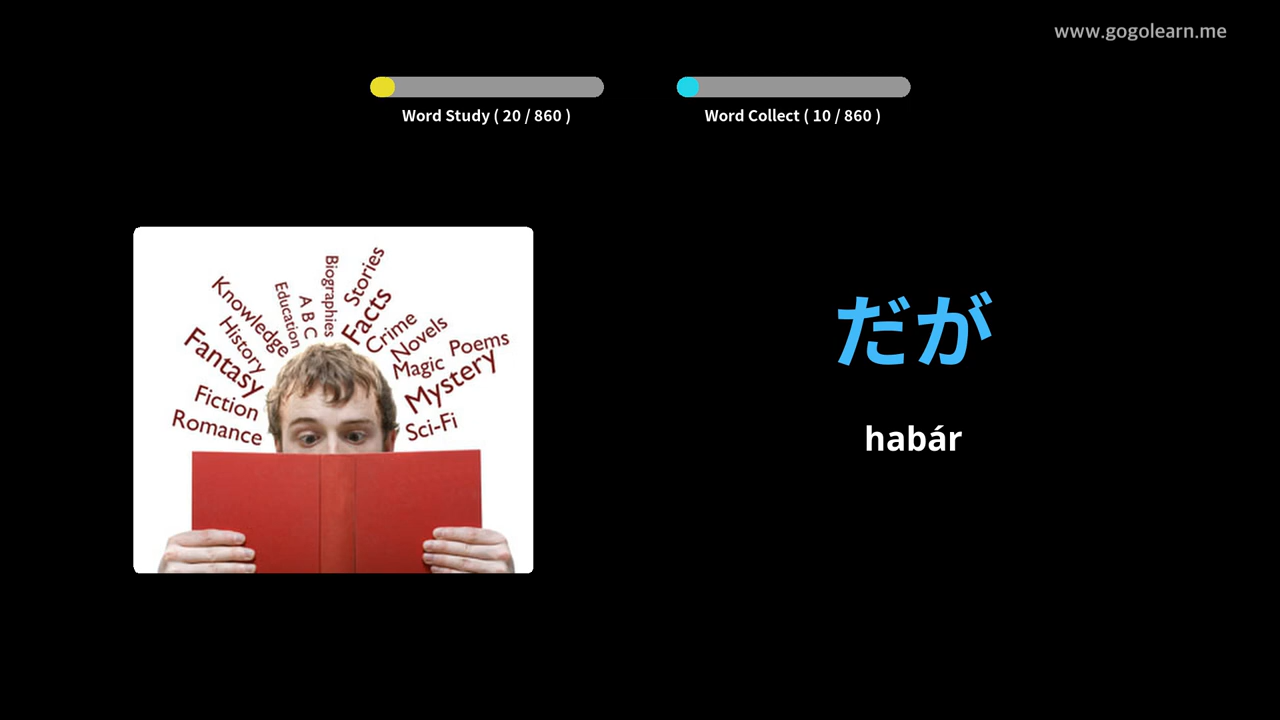 www.gogolearn.me
Word Study ( 20 / 860 )
Word Collect ( 10 / 860 )
Knowledge
History
Fantasy
Fiction
Romance
Education
A B C
Biographies
Stories
Facts
Crime
Novels
Magic
Poems
Mystery
Sci-Fi
だが
habár